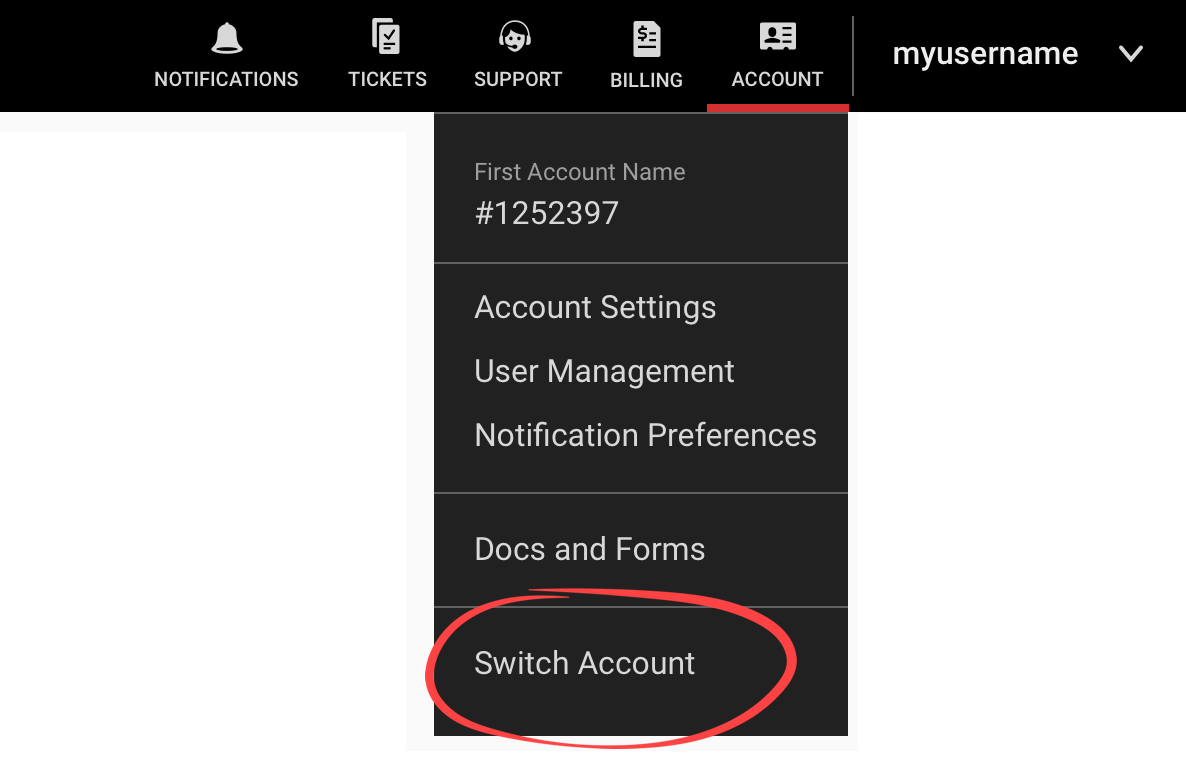 NOTIFICATIONS
TICKETS
SUPPORT
BILLING
ACCOUNT
myusername
First Account Name
#1252397
Account Settings
User Management
Notification Preferences
Docs and Forms
Switch Account